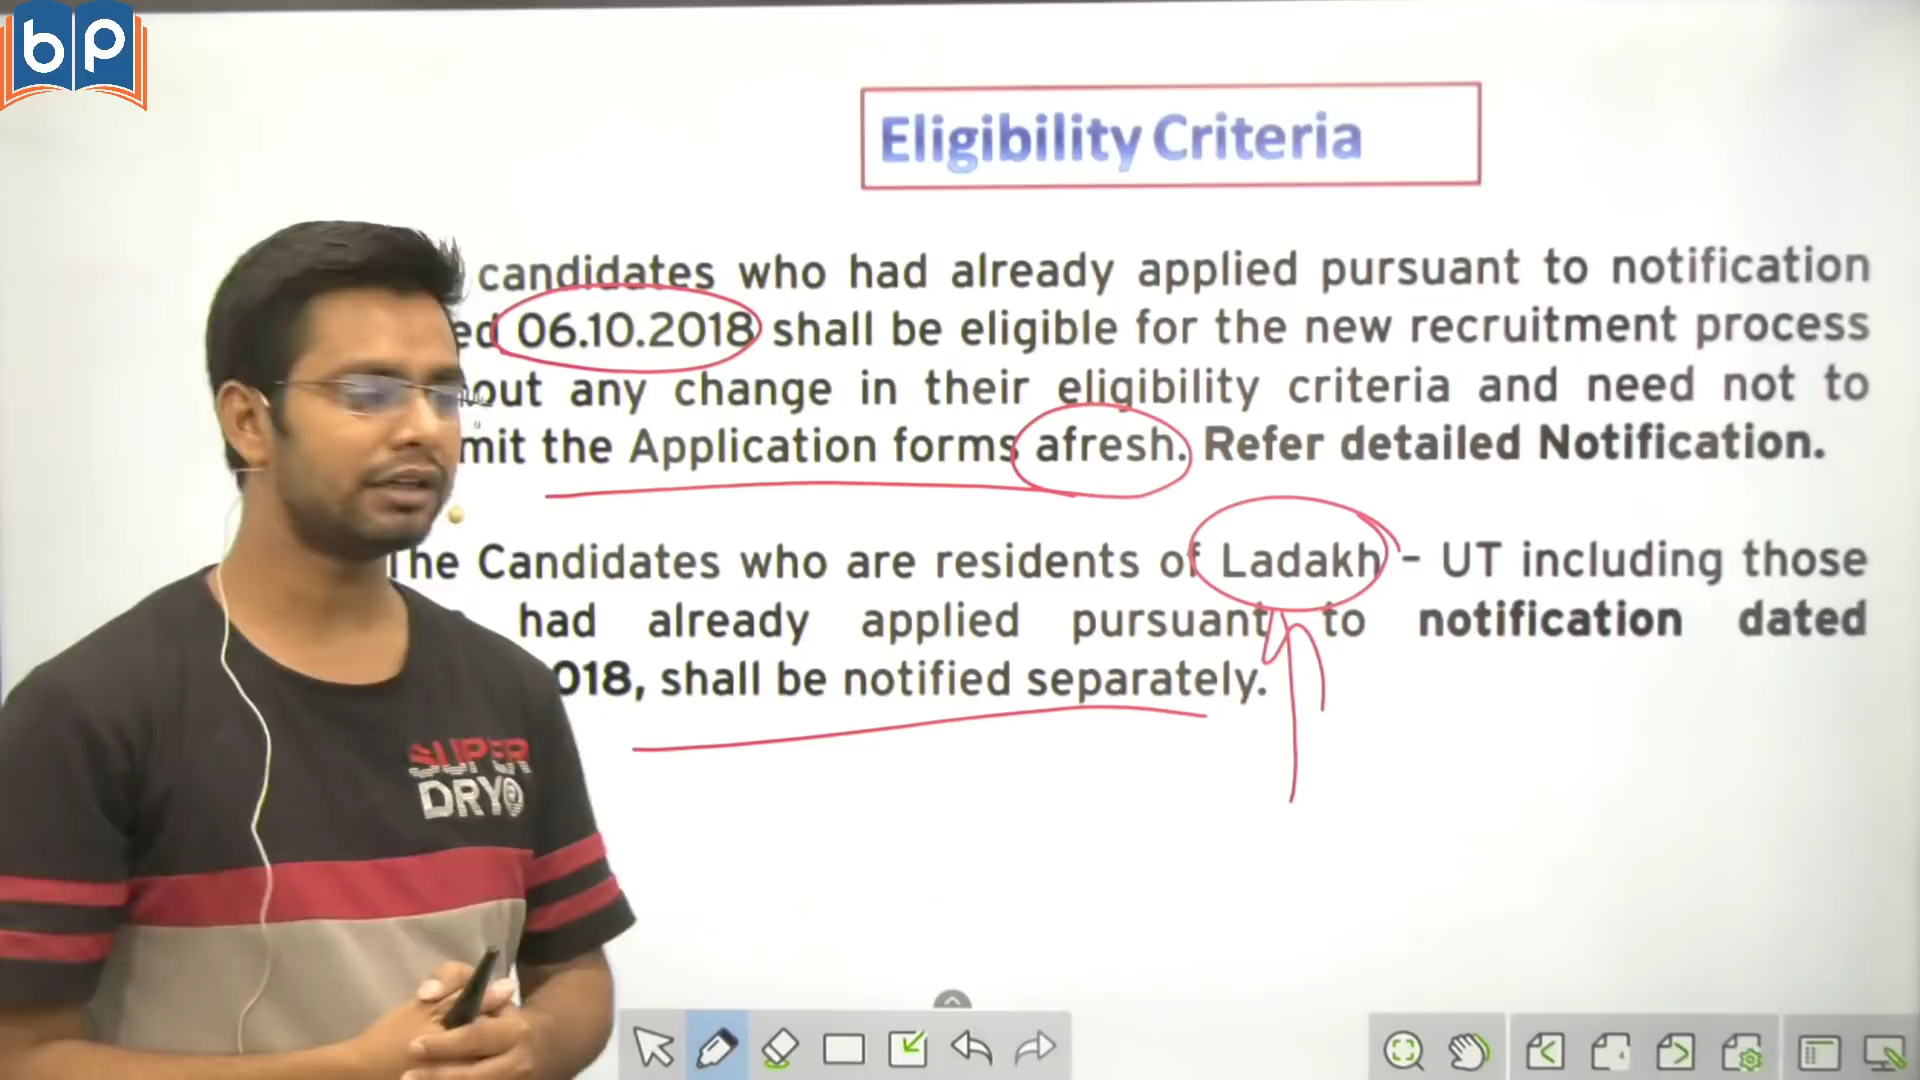 bp
Eligibility Criteria
candidates who had already applied pursuant to notification
ed 06.10.2018 shall be eligible for the new recruitment process
out any change in their eligibility criteria and need not to
mit the Application forms afresh. Refer detailed Notification.
The Candidates who are residents of Ladakh - UT including those
had already applied pursuant to notification dated
018, shall be notified separately.
SUPER
DRY